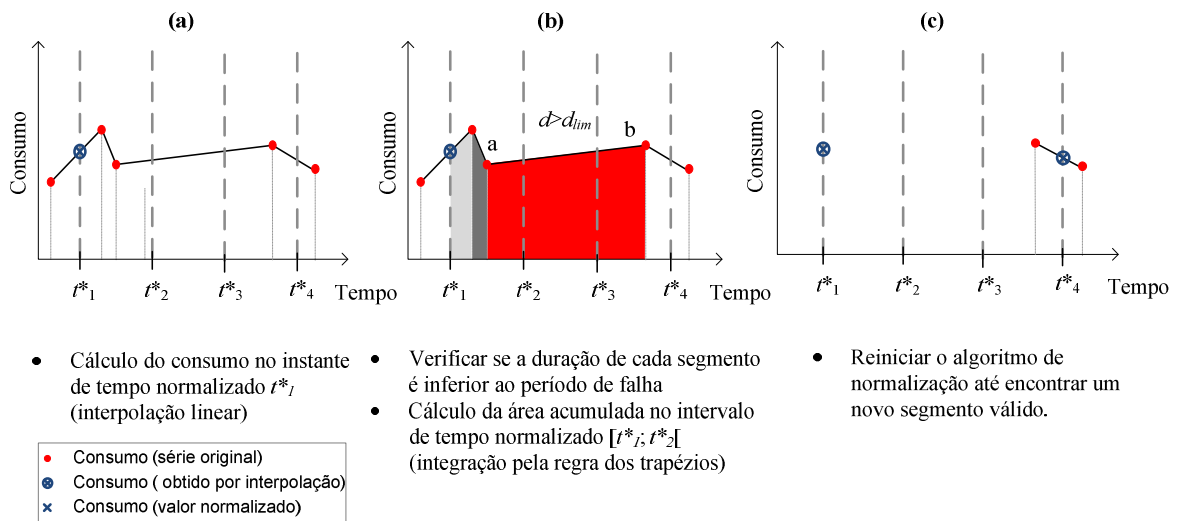 (a)
Consumo
t*1
t*2
t*3
t*4
Tempo
(b)
Consumo
d>dlim
a
b
t*1
t*2
t*3
t*4
Tempo
(c)
Consumo
t*1
t*2
t*3
t*4
Tempo
• Cálculo do consumo no instante
de tempo normalizado t*1
(interpolação linear)
• Verificar se a duração de cada segmento
é inferior ao período de falha
• Cálculo da área acumulada no intervalo
de tempo normalizado [t*1; t*2[
(integração pela regra dos trapézios)
• Reiniciar o algoritmo de
normalização até encontrar um
novo segmento válido.
Consumo (série original)
Consumo ( obtido por interpolação)
Consumo (valor normalizado)